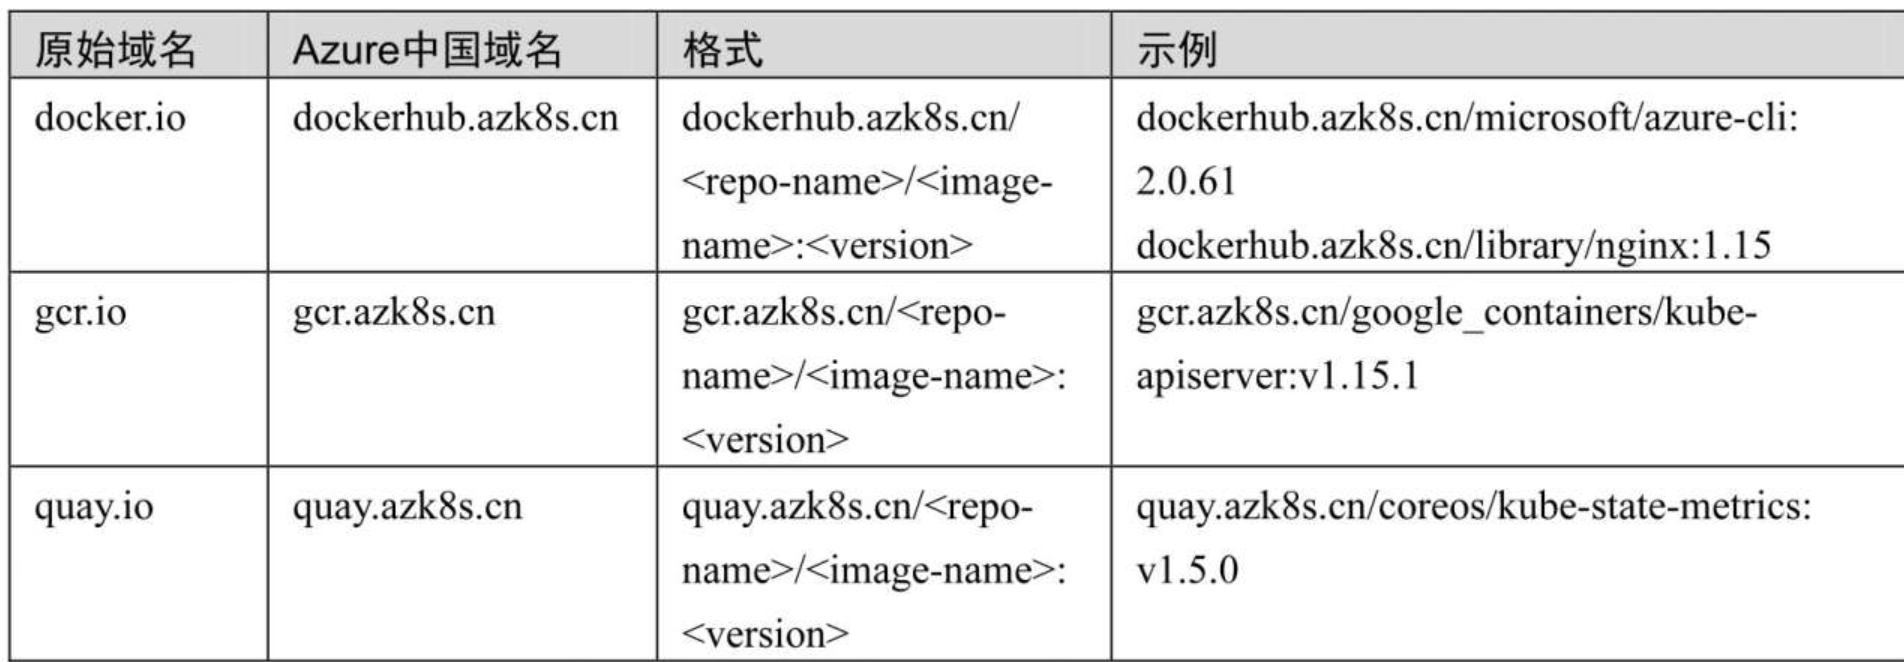 原始域名 Azure中国域名 格式 示例
docker.io dockerhub.azk8s.cn dockerhub.azk8s.cn/ dockerhub.azk8s.cn/microsoft/azure-cli:
<repo-name>/<image- 2.0.61
name>:<version> dockerhub.azk8s.cn/library/nginx:1.15
gcr.io gcr.azk8s.cn gcr.azk8s.cn/<repo- gcr.azk8s.cn/google_containers/kube-
name>/<image-name>: apiserver:v1.15.1
<version>
quay.io quay.azk8s.cn quay.azk8s.cn/<repo- quay.azk8s.cn/coreos/kube-state-metrics:
name>/<image-name>: v1.5.0
<version>